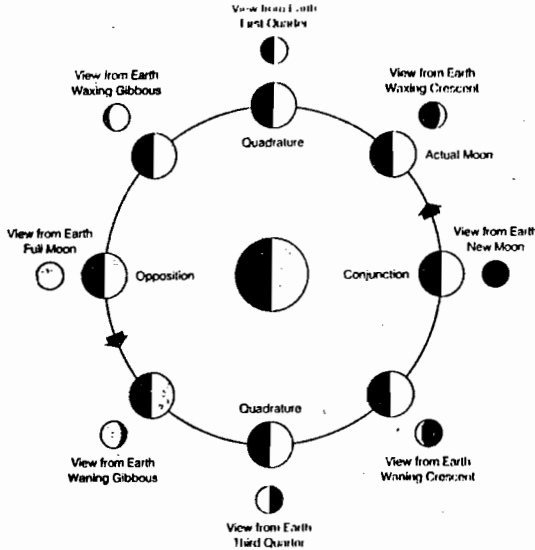 View from Earth
First Quarter
View from Earth
Waxing Gibbous
View from Earth
Waxing Crescent
Quadrature
Actual Moon
View from Earth
Full Moon
Opposition
Conjunction
View from Earth
New Moon
Quadrature
View from Earth
Waning Gibbous
View from Earth
Waning Crescent
View from Earth
Third Quarter